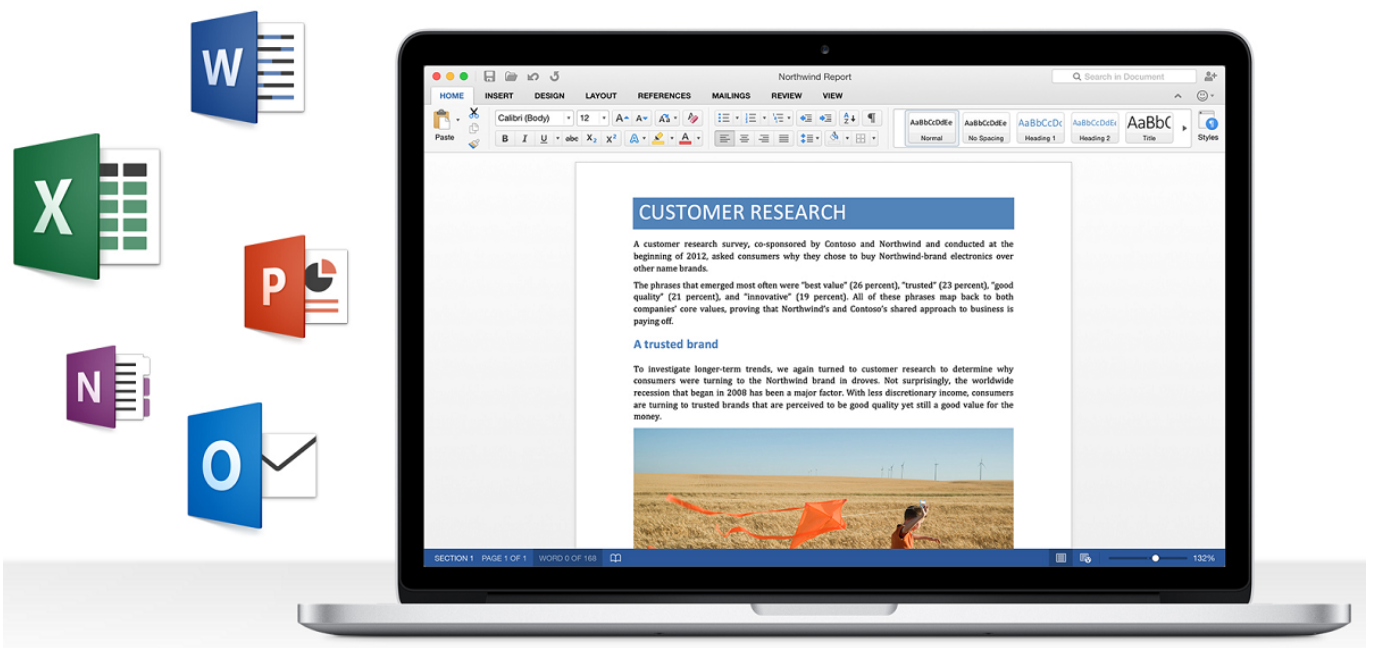 W
X
P
N
O
Northwind Report
Search in Document
HOME INSERT DESIGN LAYOUT REFERENCES MAILINGS REVIEW VIEW
Paste
Calibri (Body) 12 A A Aa
B I U abc X₂ X² A A
AaBbCcDdEe AaBbCcDdEe AaBbCcDc AaBbCcDdEe AaBbC
Normal No Spacing Heading 1 Heading 2 Title Styles
CUSTOMER RESEARCH
A customer research survey, co-sponsored by Contoso and Northwind and conducted at the
beginning of 2012, asked consumers why they chose to buy Northwind-brand electronics over
other name brands.
The phrases that emerged most often were "best value" (26 percent), "trusted" (23 percent), "good
quality" (21 percent), and "innovative" (19 percent). All of these phrases map back to both
companies' core values, proving that Northwind's and Contoso's shared approach to business is
paying off.
A trusted brand
To investigate longer-term trends, we again turned to customer research to determine why
consumers were turning to the Northwind brand in droves. Not surprisingly, the worldwide
recession that began in 2008 has been a major factor. With less discretionary income, consumers
are turning to trusted brands that are perceived to be good quality yet still a good value for the
money.
SECTION 1 PAGE 1 OF 1 WORD 0 OF 168 132%